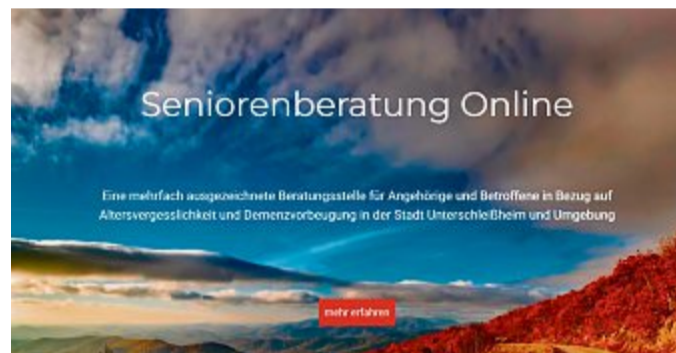 Seniorenberatung Online
Eine mehrfach ausgezeichnete Beratungsstelle für Angehörige und Betroffene in Bezug auf
Altersvergesslichkeit und Demenzvorbeugung in der Stadt Unterschleißheim und Umgebung
mehr erfahren